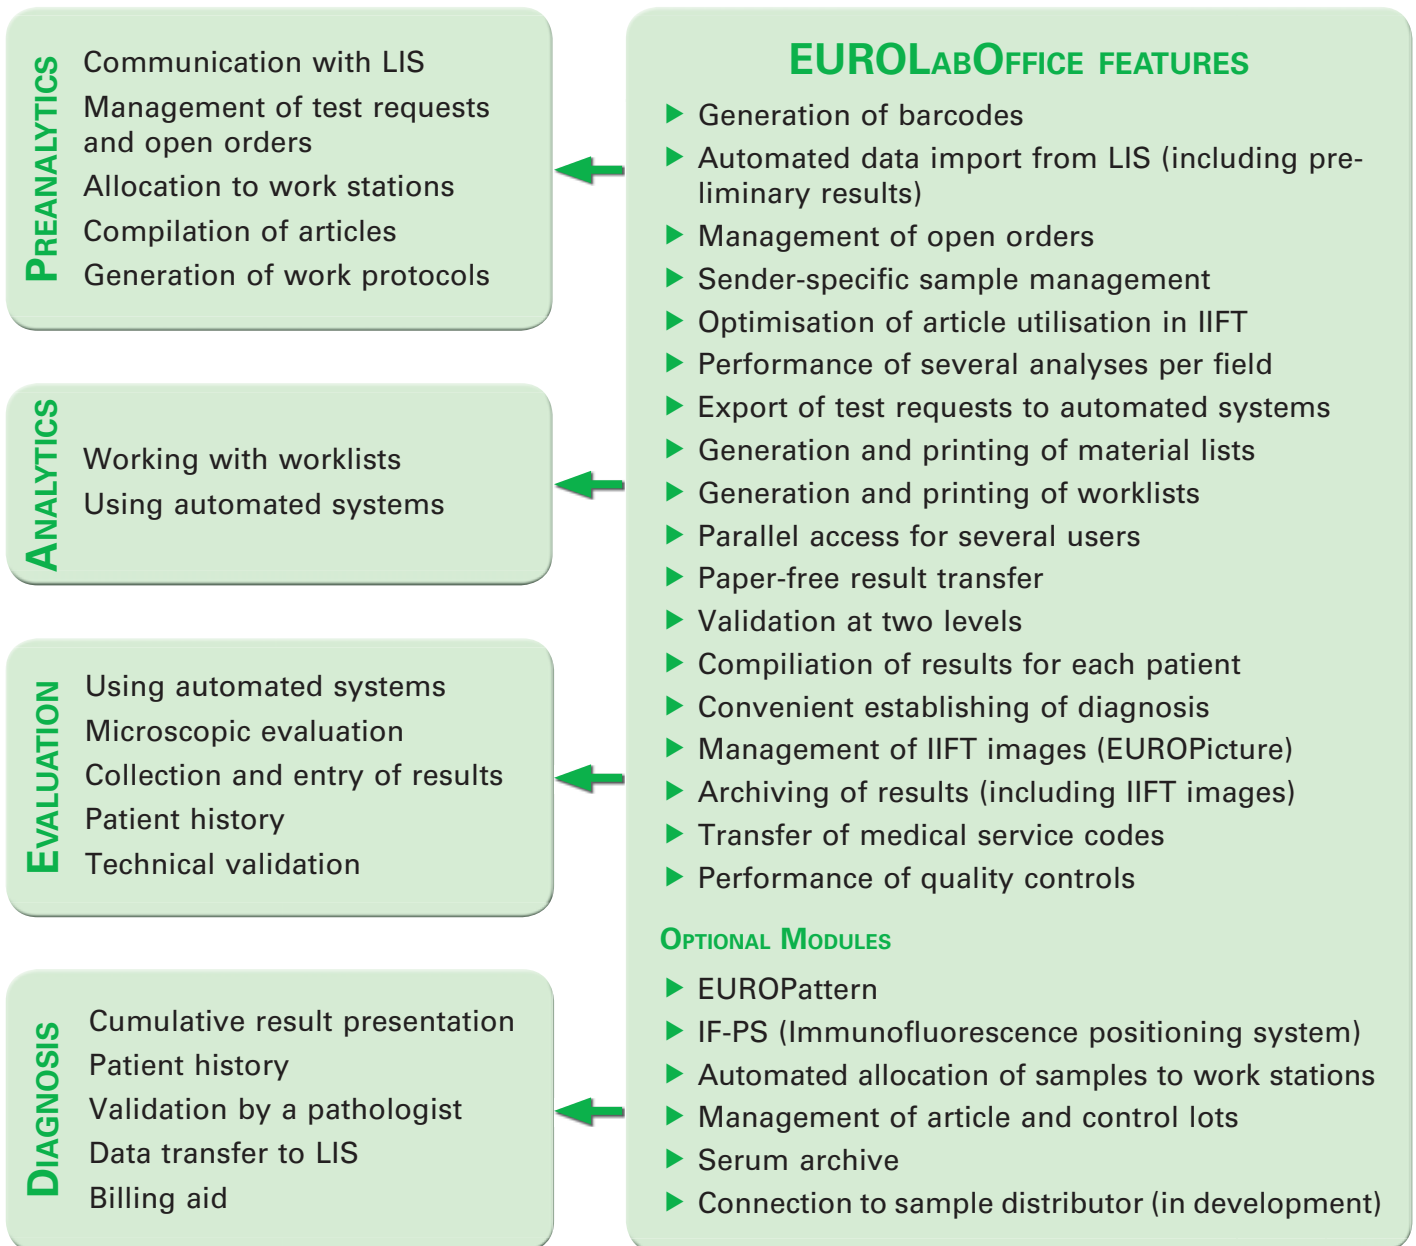 PREANALYTICS
Communication with LIS
Management of test requests
and open orders
Allocation to work stations
Compilation of articles
Generation of work protocols
ANALYTICS
Working with worklists
Using automated systems
EVALUATION
Using automated systems
Microscopic evaluation
Collection and entry of results
Patient history
Technical validation
DIAGNOSIS
Cumulative result presentation
Patient history
Validation by a pathologist
Data transfer to LIS
Billing aid
EUROLABOFFICE FEATURES
Generation of barcodes
Automated data import from LIS (including pre-
liminary results)
Management of open orders
Sender-specific sample management
Optimisation of article utilisation in IIFT
Performance of several analyses per field
Export of test requests to automated systems
Generation and printing of material lists
Generation and printing of worklists
Parallel access for several users
Paper-free result transfer
Validation at two levels
Compiliation of results for each patient
Convenient establishing of diagnosis
Management of IIFT images (EUROPicture)
Archiving of results (including IIFT images)
Transfer of medical service codes
Performance of quality controls
OPTIONAL MODULES
EUROPattern
IF-PS (Immunofluorescence positioning system)
Automated allocation of samples to work stations
Management of article and control lots
Serum archive
Connection to sample distributor (in development)